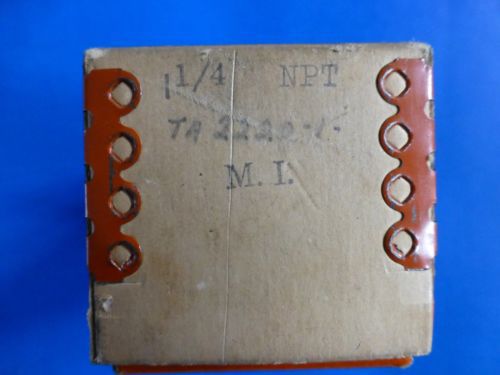 1/4 NPT
TA 2220-1-
M. I.